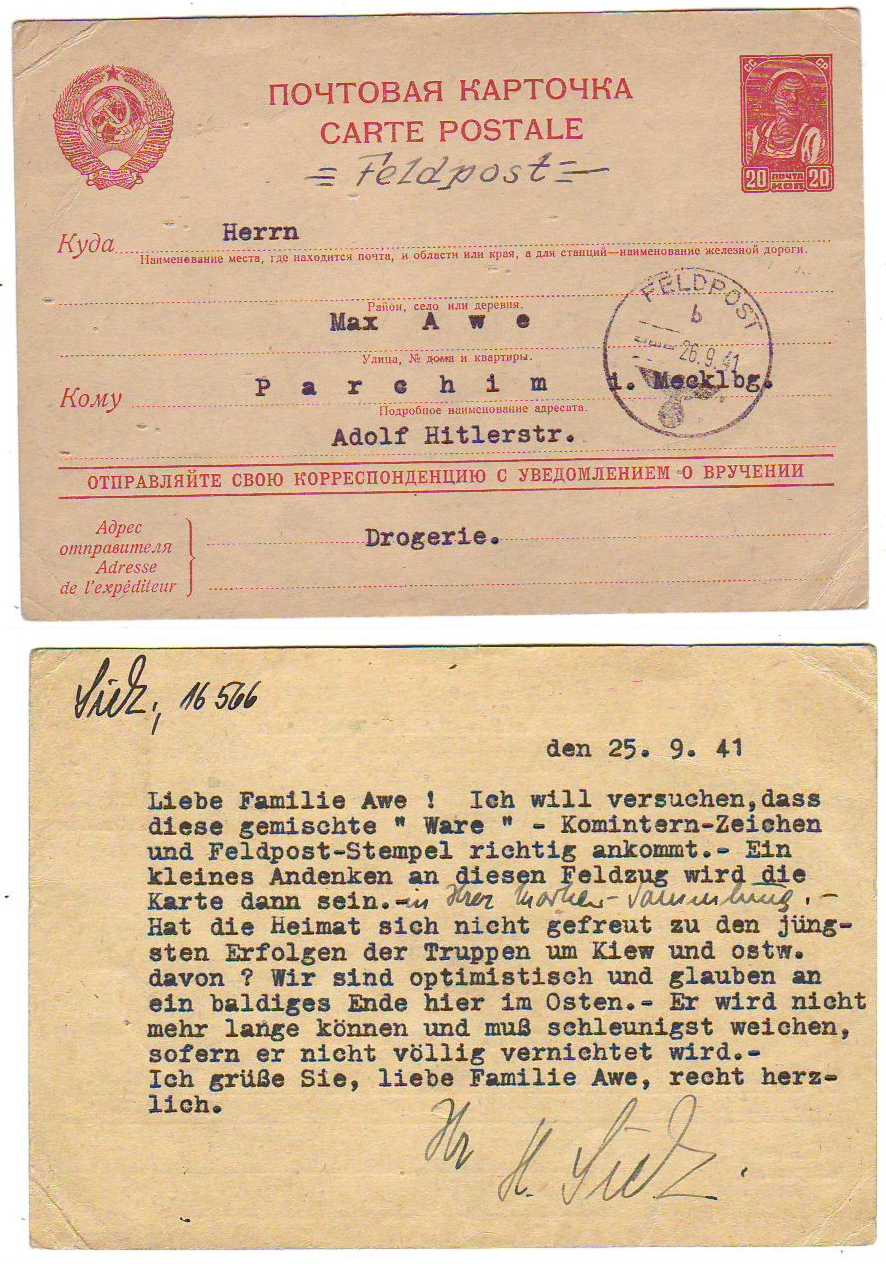 СС СР
ПОЧТОВАЯ КАРТОЧКА
CARTE POSTALE
= Feldpost =
20 ПОЧТА КОП 20
Куда Herrn
Наименование места, где находится почта, и области или края, а для станций—наименование железной дороги.
Район, село или деревня.
Max A w e
FELDPOST
b
26.9.41
Улица, № дома и квартиры.
Кому P a r c h i m i. Mecklbg.
Подробное наименование адресата.
Adolf Hitlerstr.
ОТПРАВЛЯЙТЕ СВОЮ КОРРЕСПОНДЕНЦИЮ С УВЕДОМЛЕНИЕМ О ВРУЧЕНИИ
Адрес
отправителя
Adresse
de l'expéditeur
Drogerie.
16 566
den 25. 9. 41
Liebe Familie Awe ! Ich will versuchen,dass
diese gemischte " Ware " - Komintern-Zeichen
und Feldpost-Stempel richtig ankommt.- Ein
kleines Andenken an diesen Feldzug wird die
Karte dann sein.- in Ihrer Marken-Sammlung.-
Hat die Heimat sich nicht gefreut zu den jüng-
sten Erfolgen der Truppen um Kiew und ostw.
davon ? Wir sind optimistisch und glauben an
ein baldiges Ende hier im Osten.- Er wird nicht
mehr lange können und muß schleunigst weichen,
sofern er nicht völlig vernichtet wird.-
Ich grüße Sie, liebe Familie Awe, recht herz-
lich.
Ihr
H.